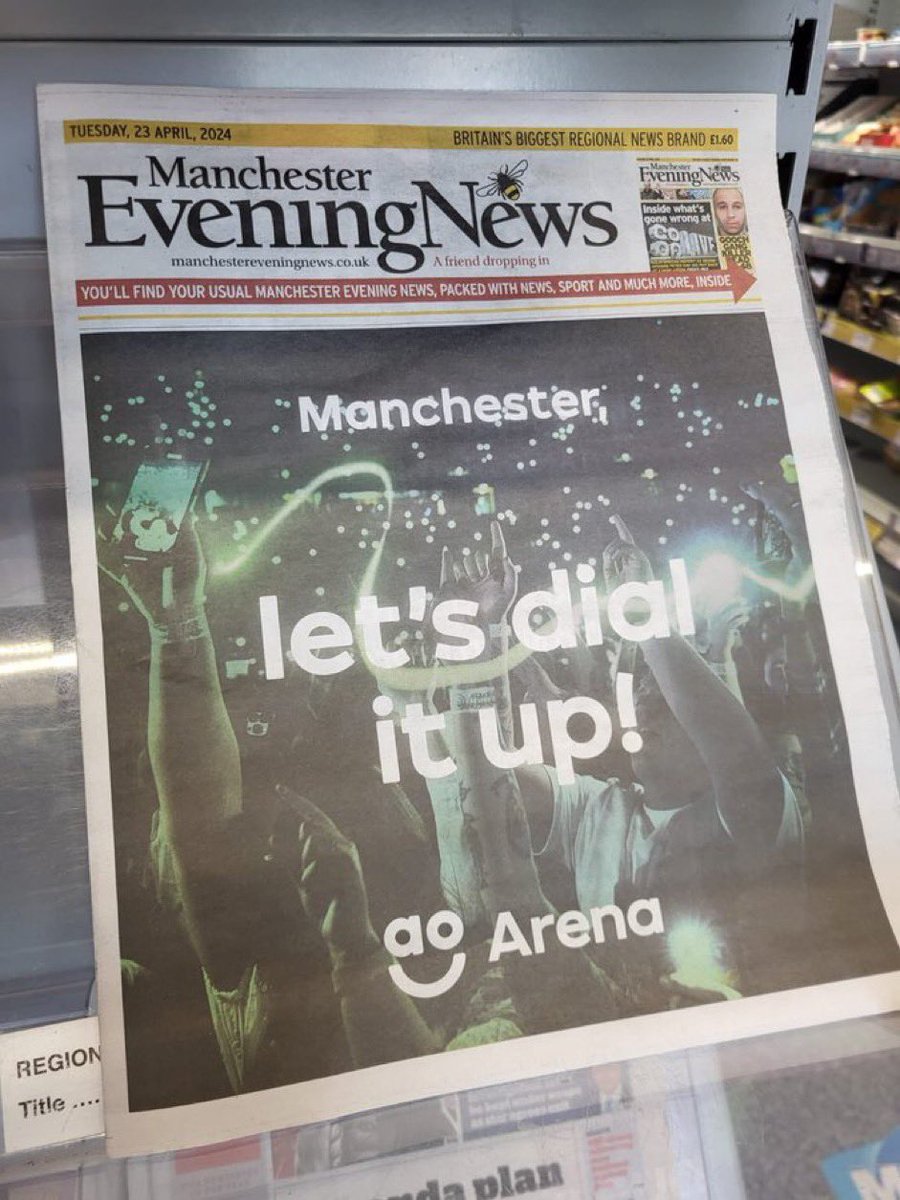 TUESDAY, 23 APRIL, 2024
BRITAIN'S BIGGEST REGIONAL NEWS BRAND £1.60
Manchester
EveningNews
manchestereveningnews.co.uk
A friend dropping in
Manchester
EveningNews
Inside what's
gone wrong at
YOU'LL FIND YOUR USUAL MANCHESTER EVENING NEWS, PACKED WITH NEWS, SPORT AND MUCH MORE, INSIDE
Manchester,
let's dial
it up!
ao Arena
REGION
Title ....
nda plan